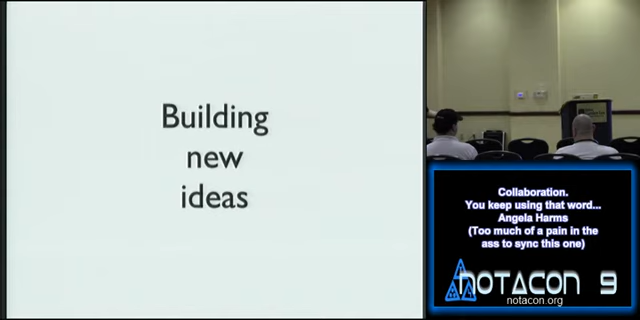 Building
new
ideas
Collaboration.
You keep using that word...
Angela Harms
(Too much of a pain in the
ass to sync this one)
NOTACON 9
notacon.org